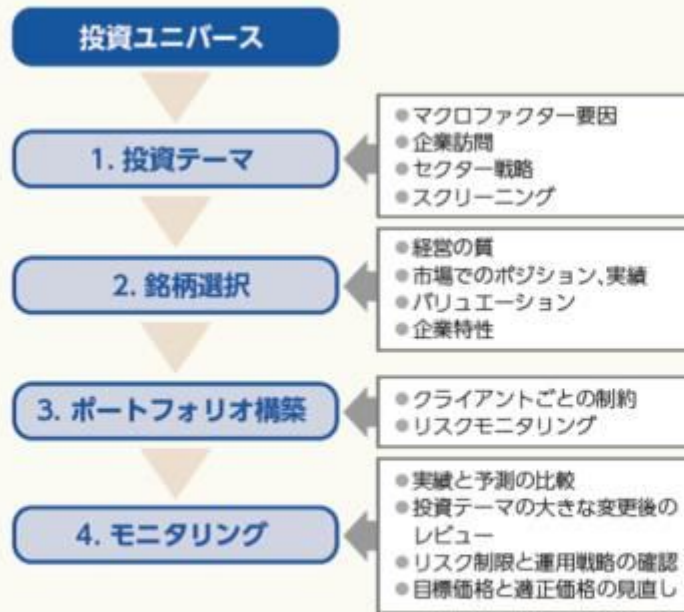 投資ユニバース
1. 投資テーマ
●マクロファクター要因
●企業訪問
●セクター戦略
●スクリーニング
2. 銘柄選択
●経営の質
●市場でのポジション、実績
●バリュエーション
●企業特性
3. ポートフォリオ構築
●クライアントごとの制約
●リスクモニタリング
4. モニタリング
●実績と予測の比較
●投資テーマの大きな変更後の
レビュー
●リスク制限と運用戦略の確認
●目標価格と適正価格の見直し